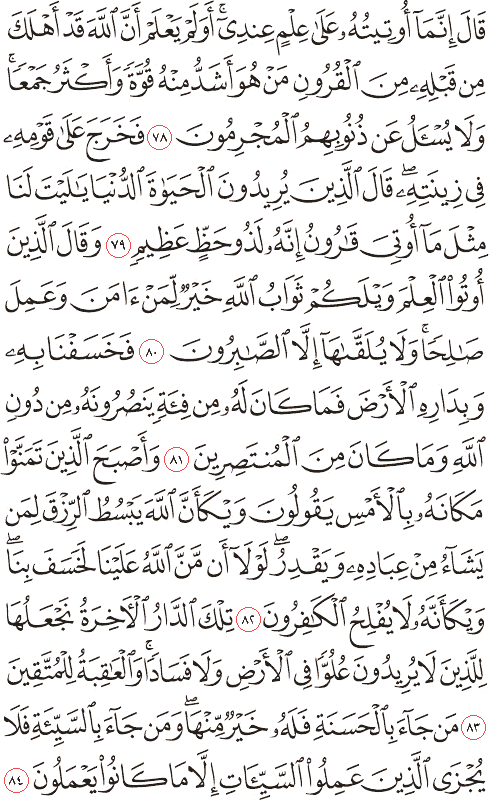 قَالَ إِنَّمَآ أُوتِيتُهُۥ عَلَىٰ عِلْمٍ عِندِىٓ ۚ أَوَلَمْ يَعْلَمْ أَنَّ ٱللَّهَ قَدْ أَهْلَكَ
مِن قَبْلِهِۦ مِنَ ٱلْقُرُونِ مَنْ هُوَ أَشَدُّ مِنْهُ قُوَّةً وَأَكْثَرُ جَمْعًا ۚ
وَلَا يُسْـَٔلُ عَن ذُنُوبِهِمُ ٱلْمُجْرِمُونَ ٧٨ فَخَرَجَ عَلَىٰ قَوْمِهِۦ
فِى زِينَتِهِۦ ۖ قَالَ ٱلَّذِينَ يُرِيدُونَ ٱلْحَيَوٰةَ ٱلدُّنْيَا يَـٰلَيْتَ لَنَا
مِثْلَ مَآ أُوتِىَ قَـٰرُونُ إِنَّهُۥ لَذُو حَظٍّ عَظِيمٍ ٧٩ وَقَالَ ٱلَّذِينَ
أُوتُوا۟ ٱلْعِلْمَ وَيْلَكُمْ ثَوَابُ ٱللَّهِ خَيْرٌ لِّمَنْ ءَامَنَ وَعَمِلَ
صَـٰلِحًا ۚ وَلَا يُلَقَّىٰهَآ إِلَّا ٱلصَّـٰبِرُونَ ٨٠ فَخَسَفْنَا بِهِۦ
وَبِدَارِهِ ٱلْأَرْضَ فَمَا كَانَ لَهُۥ مِن فِئَةٍ يَنصُرُونَهُۥ مِن دُونِ
ٱللَّهِ وَمَا كَانَ مِنَ ٱلْمُنتَصِرِينَ ٨١ وَأَصْبَحَ ٱلَّذِينَ تَمَنَّوْا۟
مَكَانَهُۥ بِٱلْأَمْسِ يَقُولُونَ وَيْكَأَنَّ ٱللَّهَ يَبْسُطُ ٱلرِّزْقَ لِمَن
يَشَآءُ مِنْ عِبَادِهِۦ وَيَقْدِرُ ۖ لَوْلَآ أَن مَّنَّ ٱللَّهُ عَلَيْنَا لَخَسَفَ بِنَا ۖ
وَيْكَأَنَّهُۥ لَا يُفْلِحُ ٱلْكَـٰفِرُونَ ٨٢ تِلْكَ ٱلدَّارُ ٱلْـَٔاخِرَةُ نَجْعَلُهَا
لِلَّذِينَ لَا يُرِيدُونَ عُلُوًّا فِى ٱلْأَرْضِ وَلَا فَسَادًا ۚ وَٱلْعَـٰقِبَةُ لِلْمُتَّقِينَ
٨٣ مَن جَآءَ بِٱلْحَسَنَةِ فَلَهُۥ خَيْرٌ مِّنْهَا ۖ وَمَن جَآءَ بِٱلسَّيِّئَةِ فَلَا
يُجْزَى ٱلَّذِينَ عَمِلُوا۟ ٱلسَّيِّـَٔاتِ إِلَّا مَا كَانُوا۟ يَعْمَلُونَ ٨٤